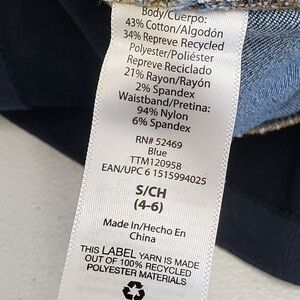 Body/Cuerpo:
43% Cotton/Algodón
34% Repreve Recycled
Polyester/Poliéster
Repreve Reciclado
21% Rayon/Rayón
2% Spandex
Waistband/Pretina:
94% Nylon
6% Spandex
RN# 52469
Blue
TTM120958
EAN/UPC 6 1515994025
S/CH
(4-6)
Made In/Hecho En
China
THIS LABEL YARN IS MADE
OUT OF 100% RECYCLED
POLYESTER MATERIALS